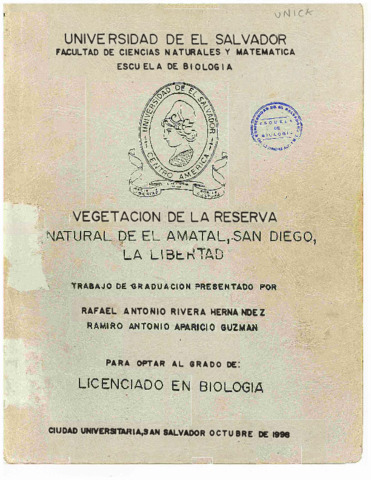 UNICA
UNIVERSIDAD DE EL SALVADOR
FACULTAD DE CIENCIAS NATURALES Y MATEMATICA
ESCUELA DE BIOLOGIA
UNIVERSIDAD DE EL SALVADOR
CENTRO AMERICA
ESCUELA
DE
BIOLOGIA
VEGETACION DE LA RESERVA
NATURAL DE EL AMATAL, SAN DIEGO,
LA LIBERTAD
TRABAJO DE GRADUACION PRESENTADO POR
RAFAEL ANTONIO RIVERA HERNANDEZ
RAMIRO ANTONIO APARICIO GUZMAN
PARA OPTAR AL GRADO DE:
LICENCIADO EN BIOLOGIA
CIUDAD UNIVERSITARIA, SAN SALVADOR OCTUBRE DE 1996